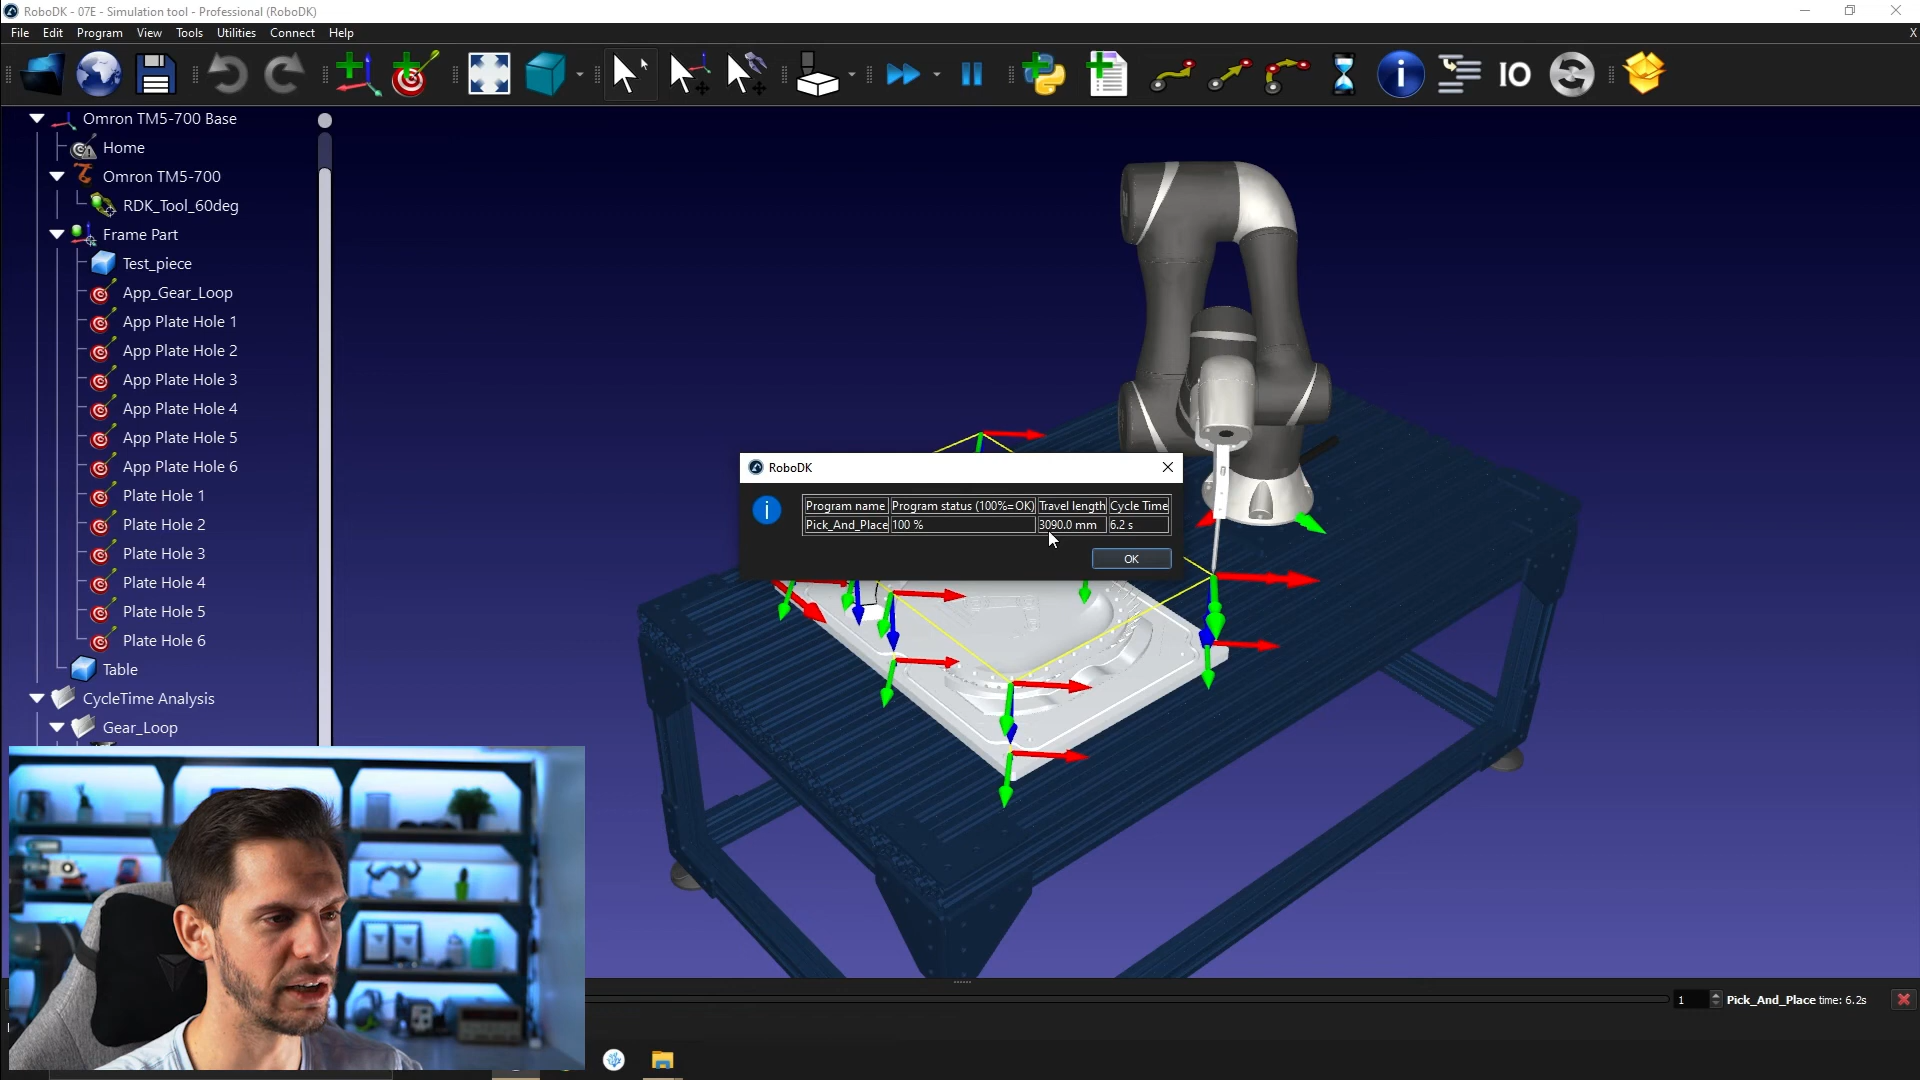 RoboDK - 07E - Simulation tool - Professional (RoboDK)
File Edit Program View Tools Utilities Connect Help X
IO
Omron TM5-700 Base
Home
Omron TM5-700
RDK_Tool_60deg
Frame Part
Test_piece
App_Gear_Loop
App Plate Hole 1
App Plate Hole 2
App Plate Hole 3
App Plate Hole 4
App Plate Hole 5
App Plate Hole 6
Plate Hole 1
Plate Hole 2
Plate Hole 3
Plate Hole 4
Plate Hole 5
Plate Hole 6
Table
CycleTime Analysis
Gear_Loop
RoboDK
Program name Program status (100%=OK) Travel length Cycle Time
Pick_And_Place 100 % 3090.0 mm 6.2 s
OK
1 Pick_And_Place time: 6.2s